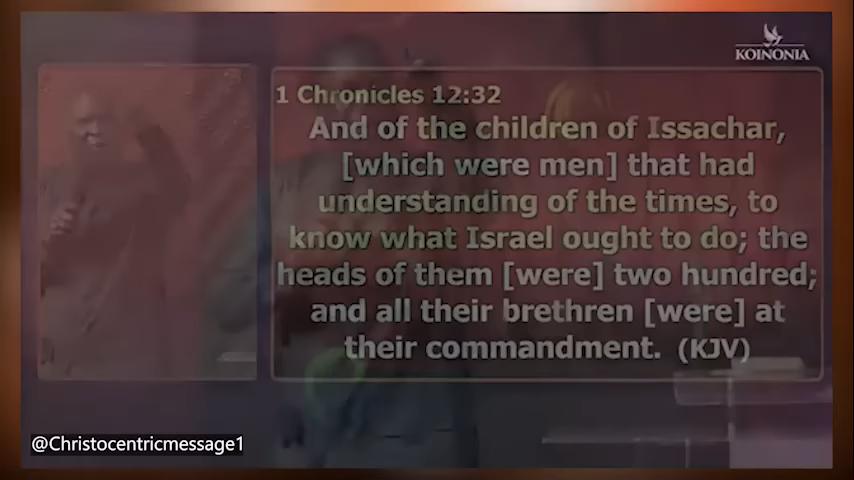 KOINONIA
1 Chronicles 12:32
And of the children of Issachar,
[which were men] that had
understanding of the times, to
know what Israel ought to do; the
heads of them [were] two hundred;
and all their brethren [were] at
their commandment. (KJV)
@Christocentricmessage1